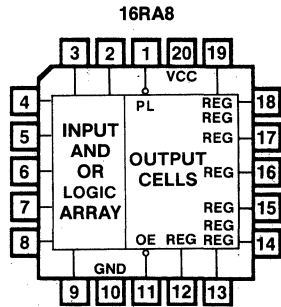 16RA8
3 2 1 20 19
VCC
4 PL REG 18
REG
5 INPUT REG 17
AND OUTPUT
6 OR CELLS REG 16
LOGIC
7 ARRAY REG 15
REG
8 OE REG REG 14
GND
9 10 11 12 13